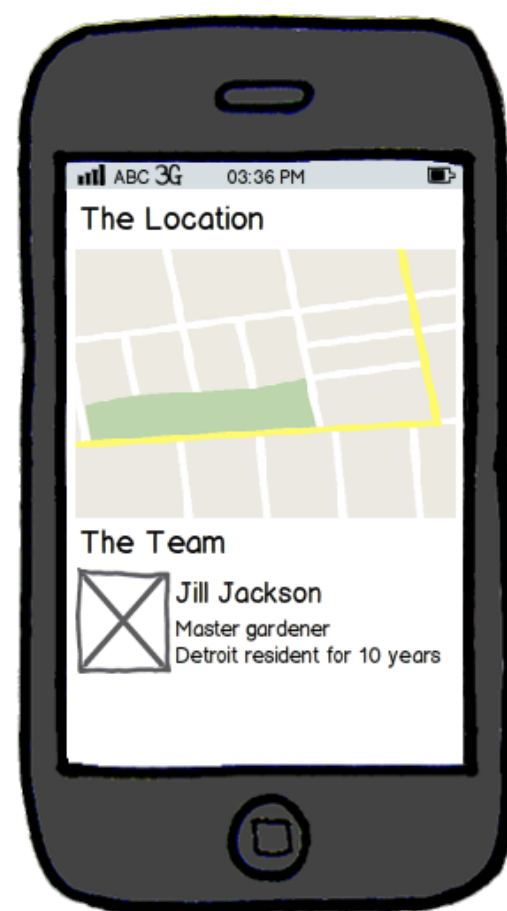 ABC 3G 03:36 PM
The Location
The Team
Jill Jackson
Master gardener
Detroit resident for 10 years